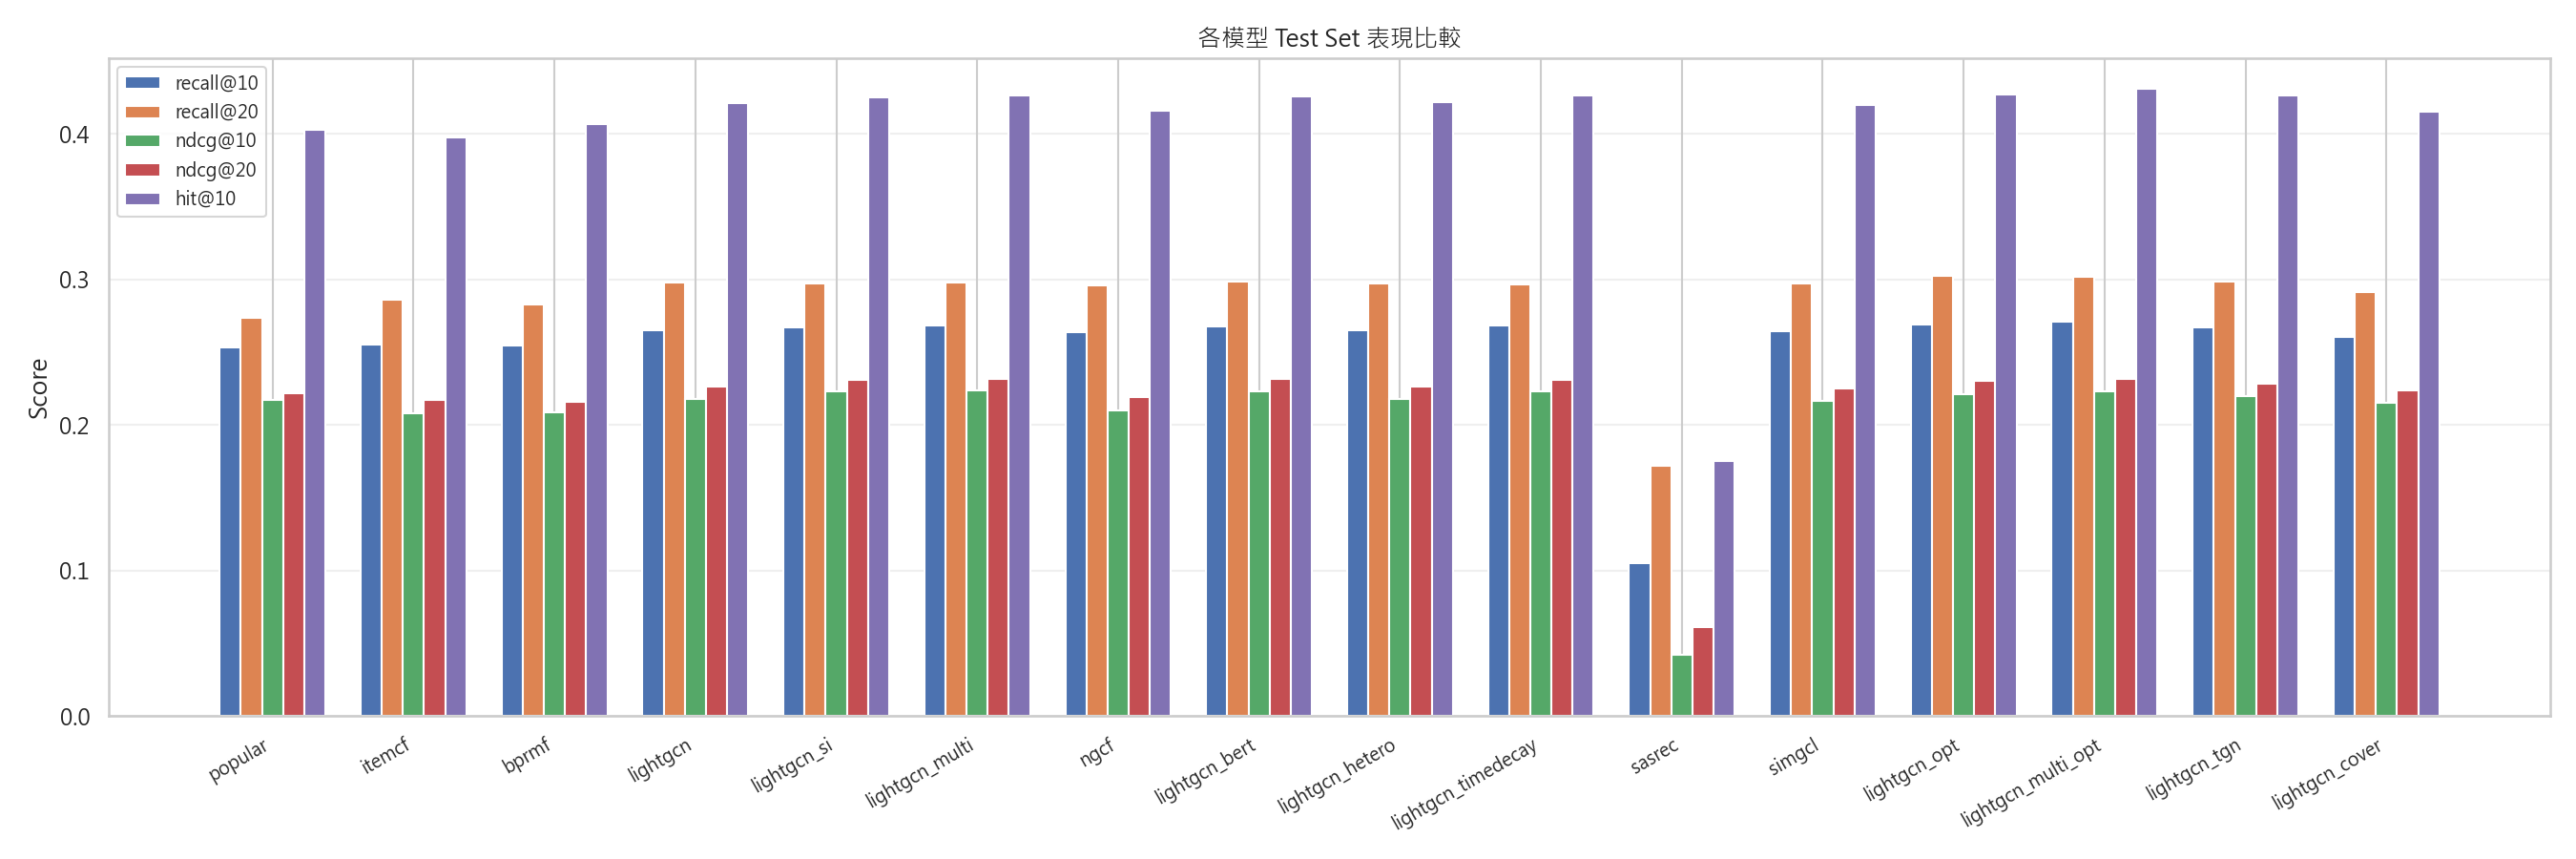 各模型 Test Set 表現比較
recall@10
recall@20
ndcg@10
ndcg@20
hit@10
Score
0.4
0.3
0.2
0.1
0.0
popular
itemcf
bprmf
lightgcn
lightgcn_si
lightgcn_multi
ngcf
lightgcn_bert
lightgcn_hetero
lightgcn_timedecay
sasrec
simgcl
lightgcn_opt
lightgcn_multi_opt
lightgcn_tgn
lightgcn_cover